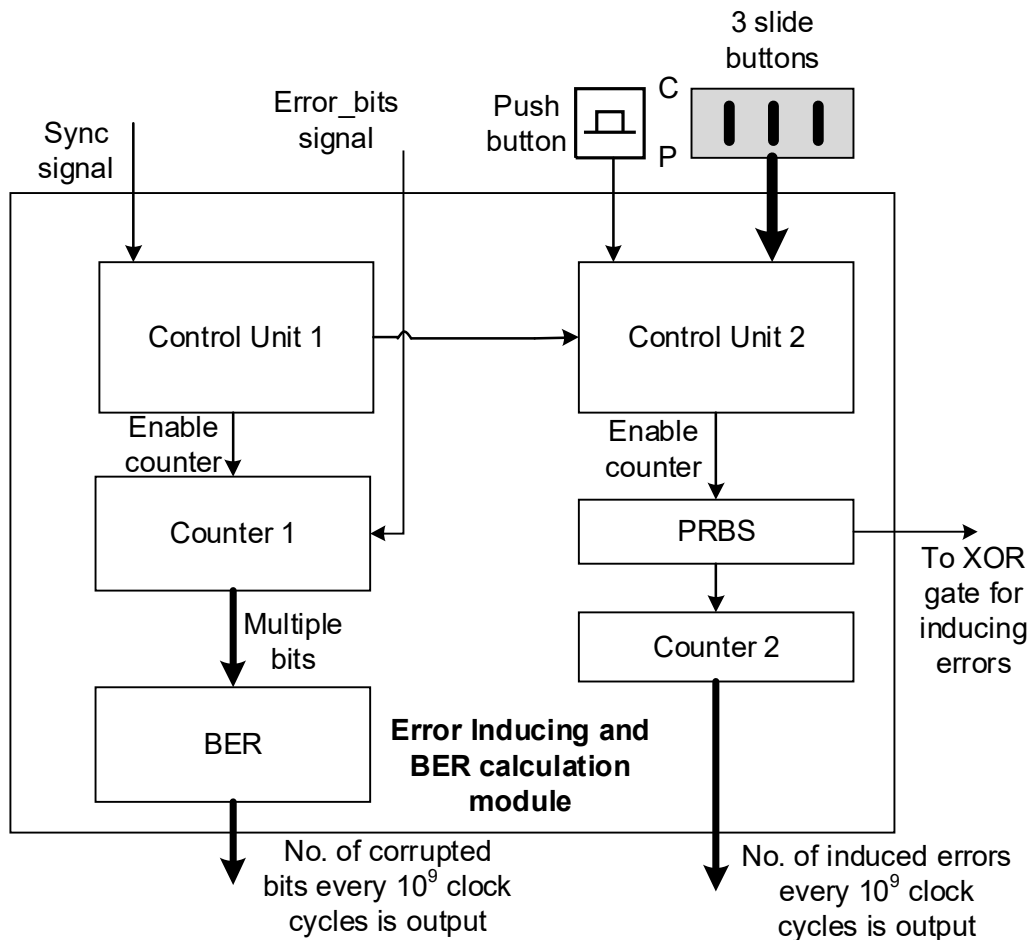 3 slide
buttons
C
P
Push
button
Error_bits
signal
Sync
signal
Control Unit 1
Control Unit 2
Enable
counter
Enable
counter
Counter 1
PRBS
To XOR
gate for
inducing
errors
Multiple
bits
Counter 2
BER
Error Inducing and
BER calculation
module
No. of corrupted
bits every 10⁹ clock
cycles is output
No. of induced errors
every 10⁹ clock
cycles is output